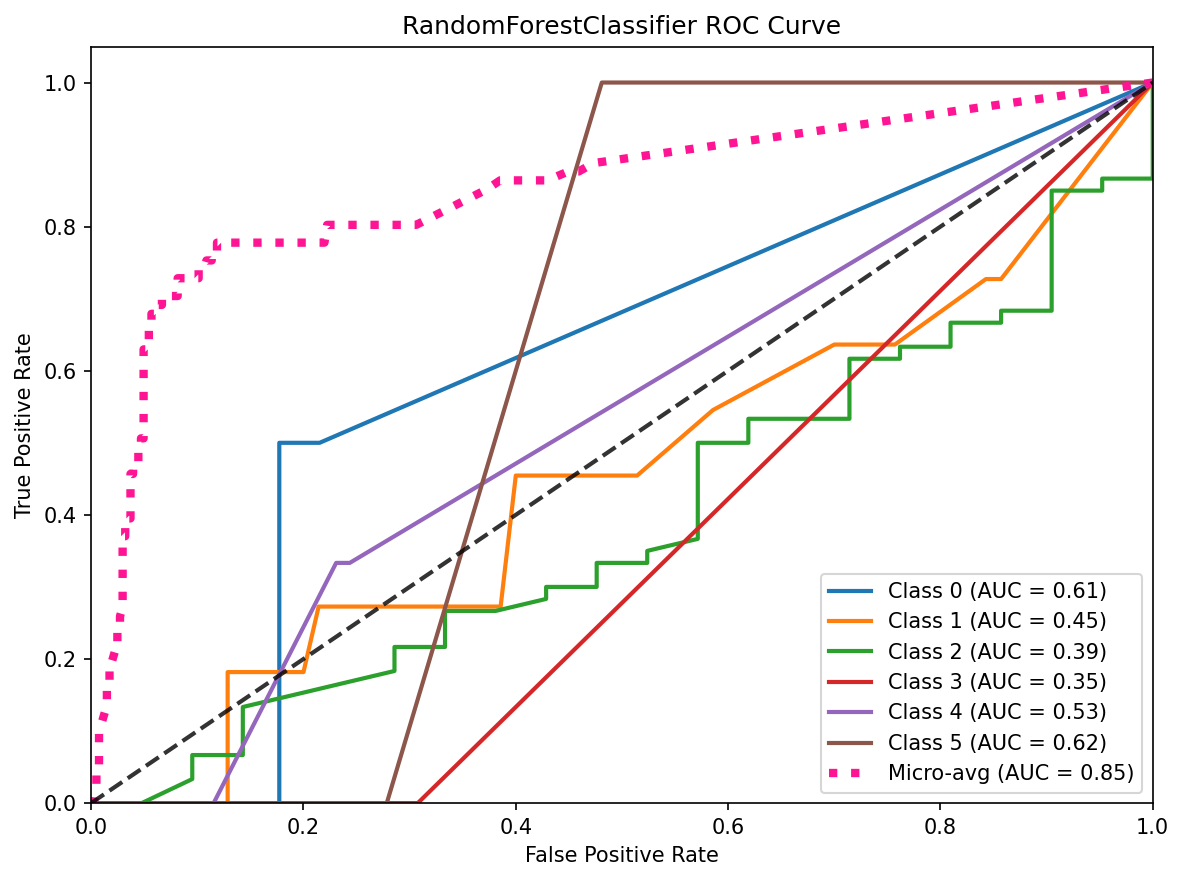 RandomForestClassifier ROC Curve
1.0
0.8
0.6
0.4
0.2
0.0
True Positive Rate
0.0 0.2 0.4 0.6 0.8 1.0
False Positive Rate
Class 0 (AUC = 0.61)
Class 1 (AUC = 0.45)
Class 2 (AUC = 0.39)
Class 3 (AUC = 0.35)
Class 4 (AUC = 0.53)
Class 5 (AUC = 0.62)
Micro-avg (AUC = 0.85)